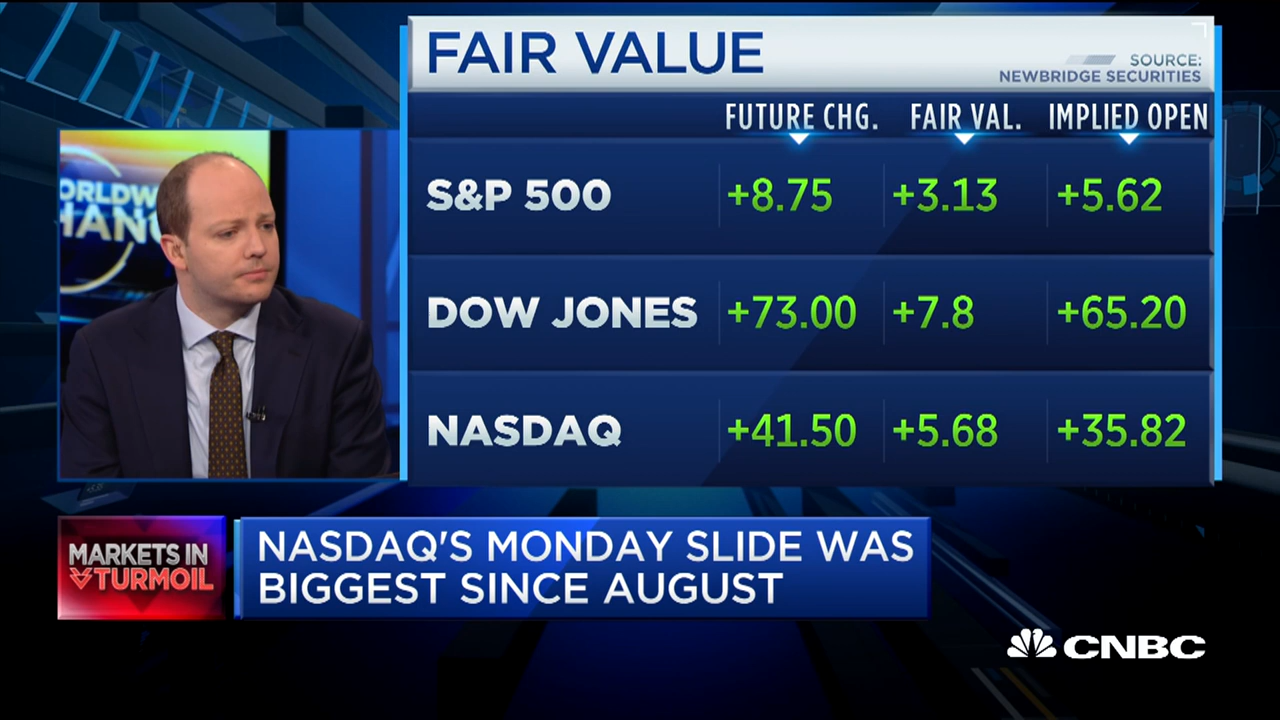 FAIR VALUE
SOURCE:
NEWBRIDGE SECURITIES
FUTURE CHG. FAIR VAL. IMPLIED OPEN
S&P 500 +8.75 +3.13 +5.62
DOW JONES +73.00 +7.8 +65.20
NASDAQ +41.50 +5.68 +35.82
MARKETS IN
TURMOIL
NASDAQ'S MONDAY SLIDE WAS
BIGGEST SINCE AUGUST
CNBC